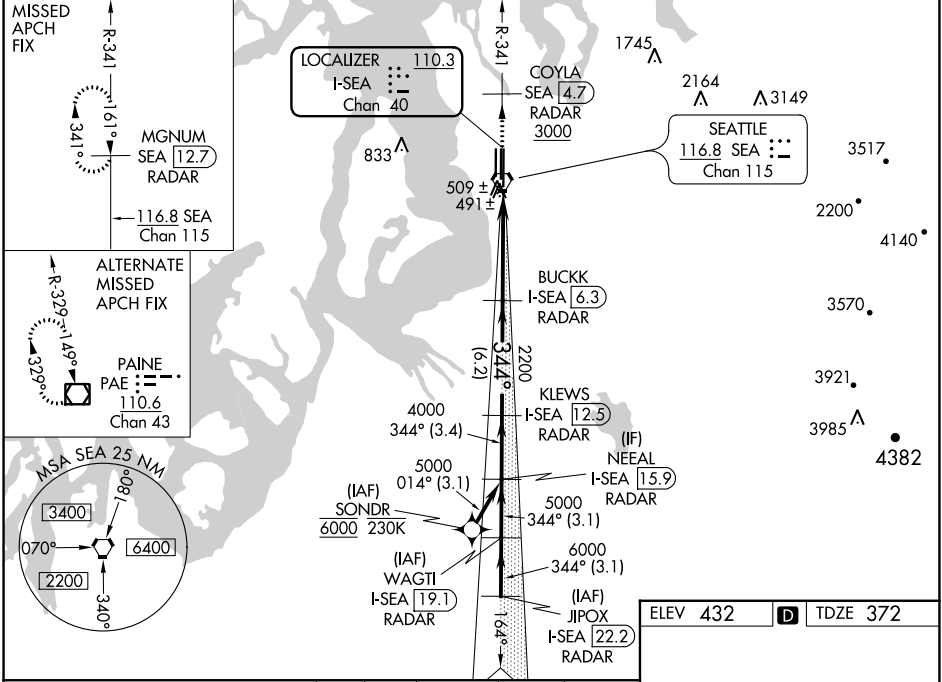 MISSED
APCH
FIX
R-341
161°
341°
MGNUM
SEA 12.7
RADAR
116.8 SEA
Chan 115
ALTERNATE
MISSED
APCH FIX
R-329
149°
329°
PAINE
PAE
110.6
Chan 43
MSA SEA 25 NM
180°
3400
070°
6400
2200
340°
LOCALIZER 110.3
I-SEA
Chan 40
R-341
COYLA
SEA 4.7
RADAR
3000
1745
2164
3149
833
SEATTLE
116.8 SEA
Chan 115
3517
2200
4140
509 ±
491±
BUCKK
I-SEA 6.3
RADAR
3570
344°
2200
(6.2)
3921
KLEWS
I-SEA 12.5
RADAR
4000
344° (3.4)
3985
4382
(IF)
NEEAL
I-SEA 15.9
RADAR
5000
014° (3.1)
(IAF)
SONDR
6000 230K
5000
344° (3.1)
(IAF)
WAGTI
I-SEA 19.1
RADAR
6000
344° (3.1)
(IAF)
JIPOX
I-SEA 22.2
RADAR
164°
ELEV 432 D TDZE 372